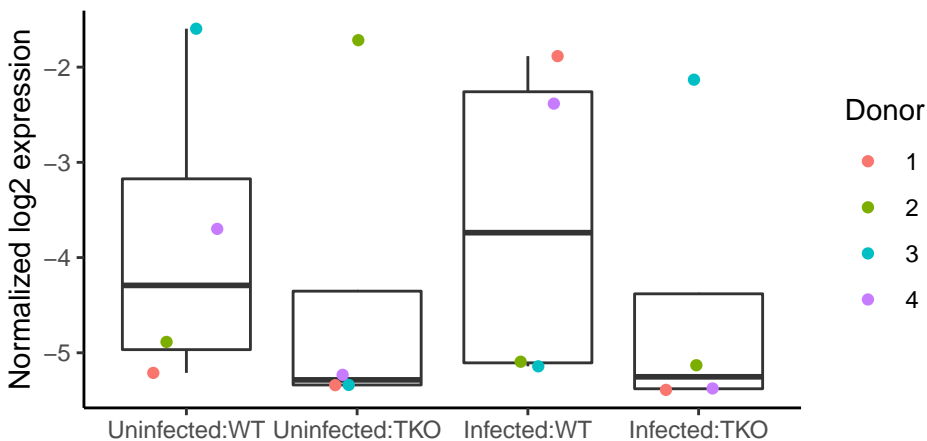 Normalized log2 expression
−2
−3
−4
−5
Uninfected:WT Uninfected:TKO Infected:WT Infected:TKO
Donor
1
2
3
4